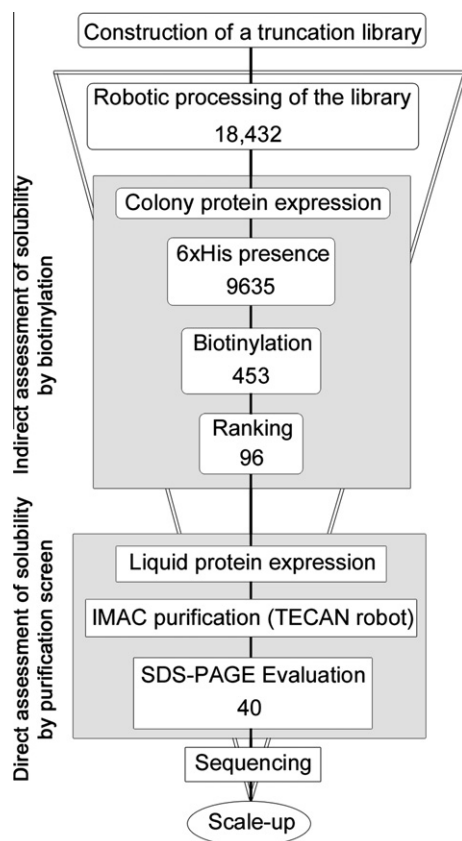 Construction of a truncation library
Robotic processing of the library
18,432
Indirect assessment of solubility
by biotinylation
Colony protein expression
6xHis presence
9635
Biotinylation
453
Ranking
96
Direct assessment of solubility
by purification screen
Liquid protein expression
IMAC purification (TECAN robot)
SDS-PAGE Evaluation
40
Sequencing
Scale-up